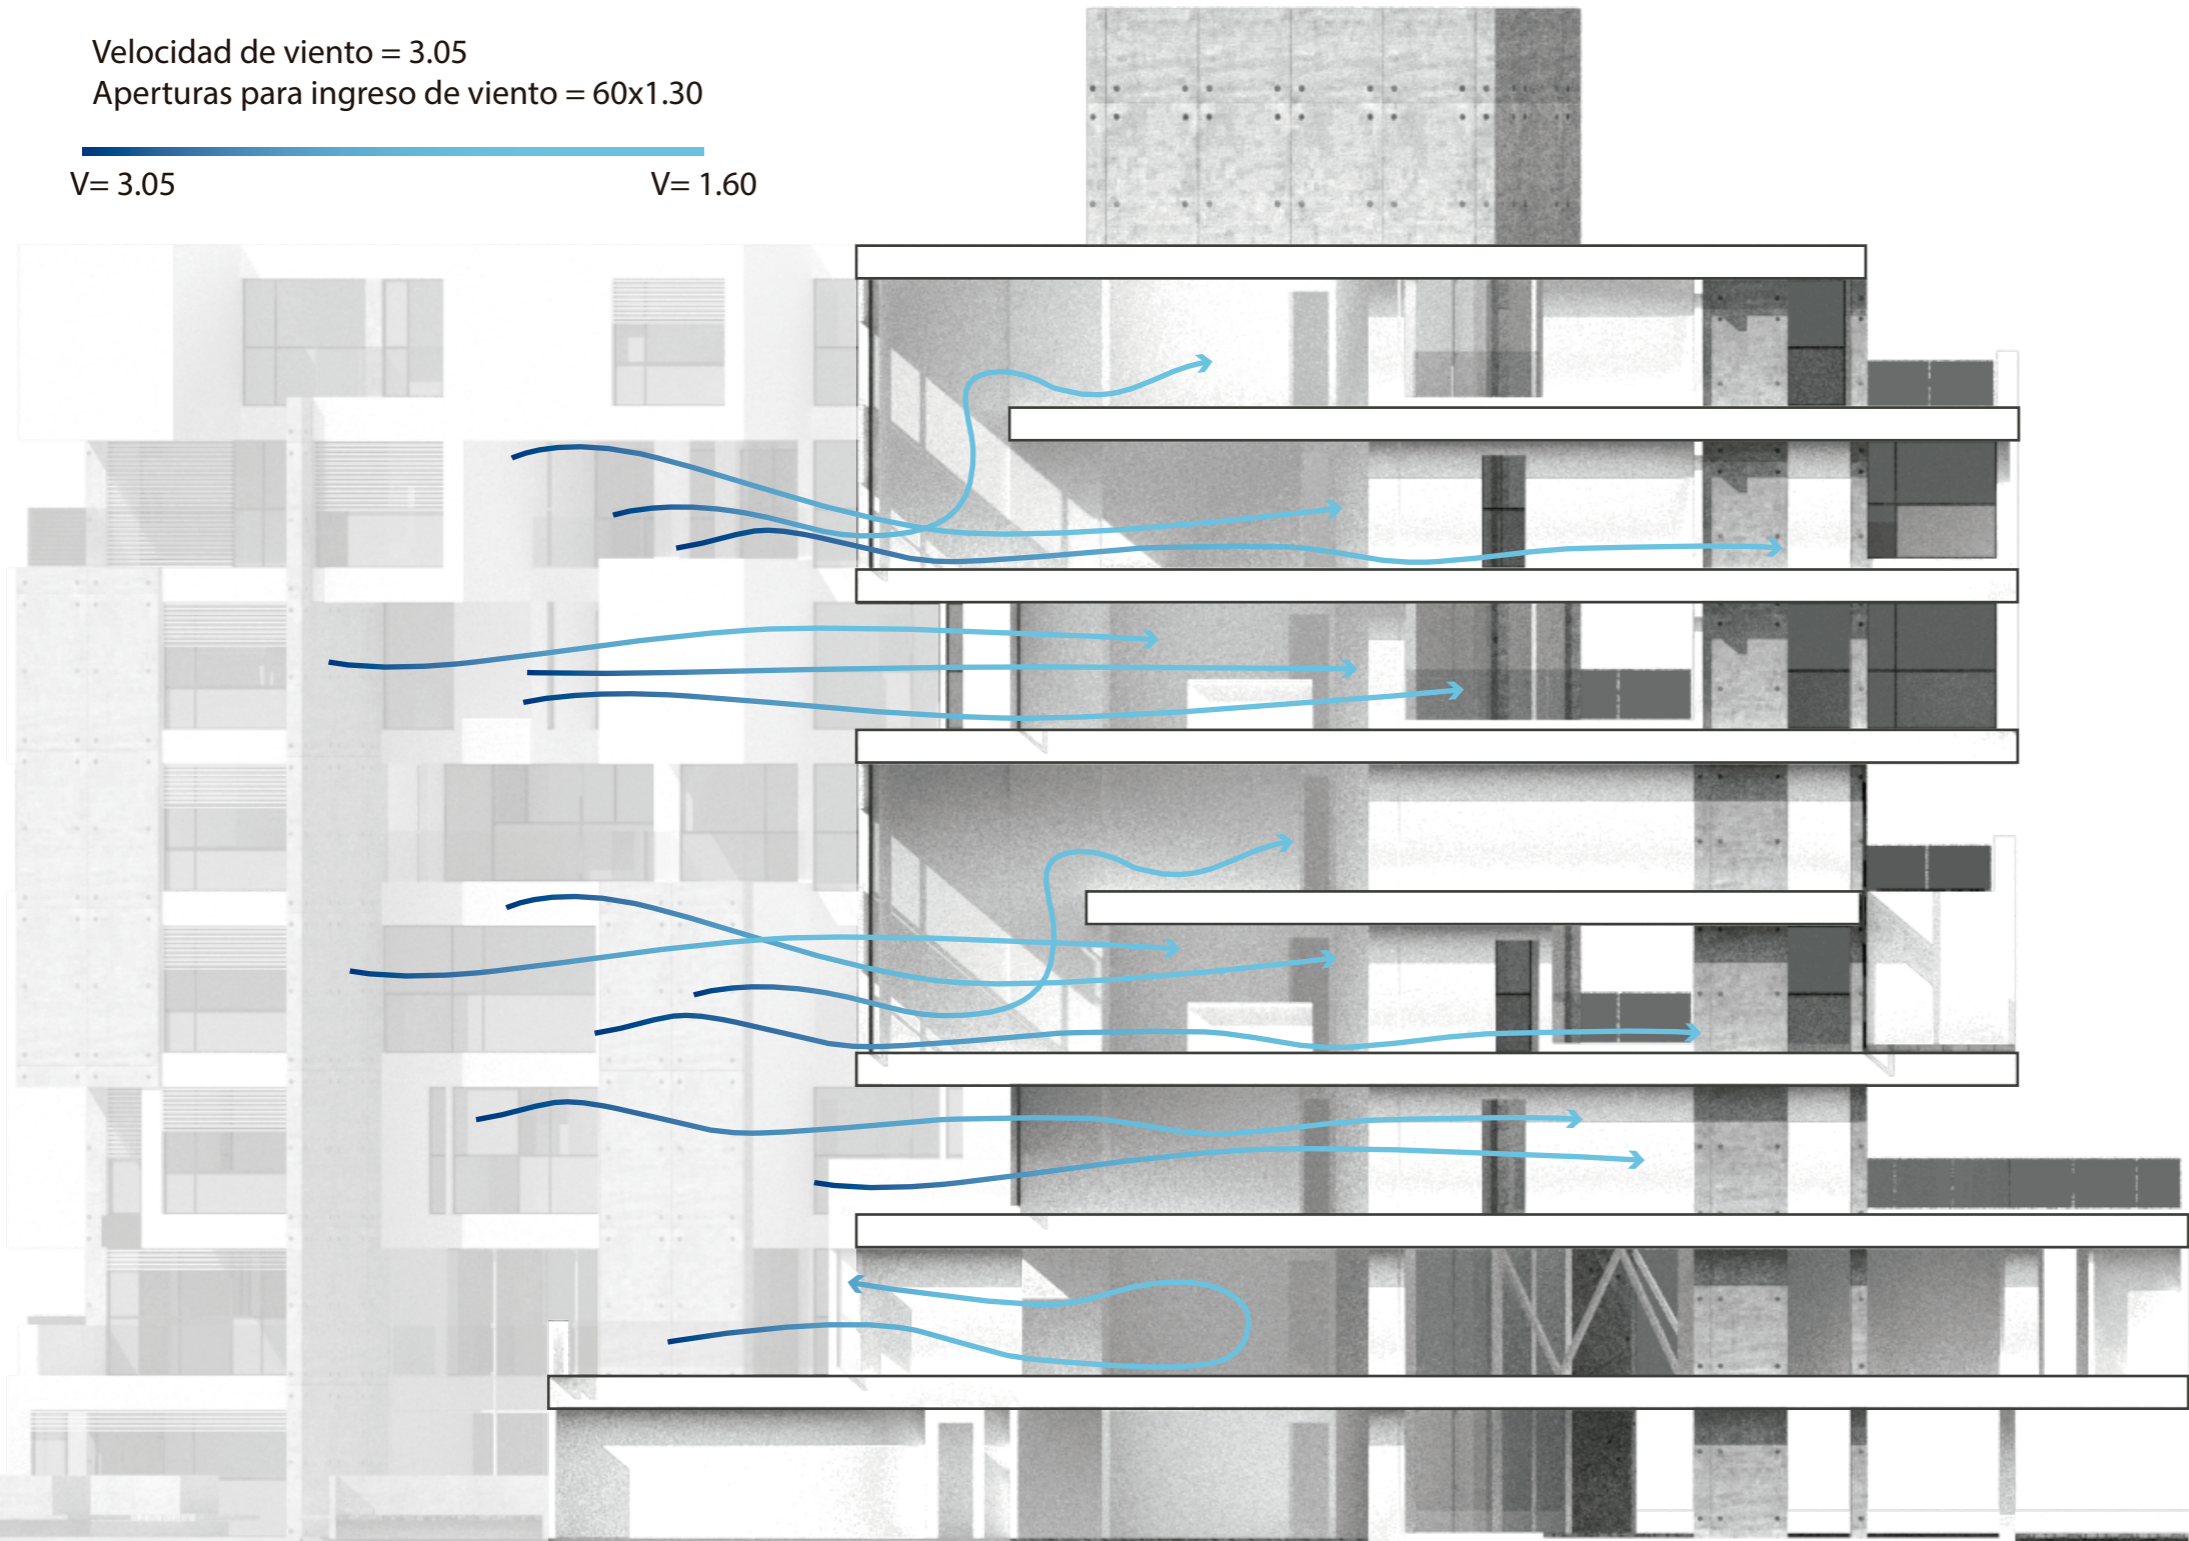 Velocidad de viento = 3.05
Aperturas para ingreso de viento = 60x1.30
V= 3.05
V= 1.60